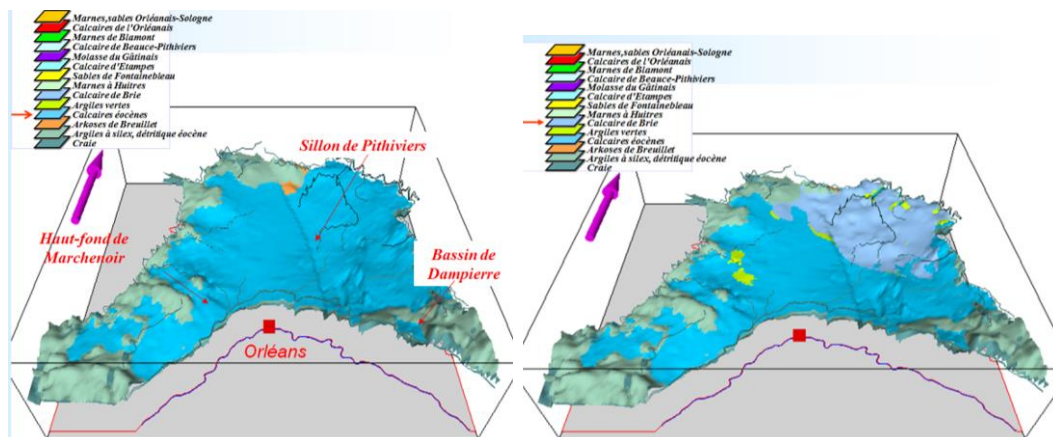 Marnes,sables Orléanais-Sologne
Calcaires de l'Orléanais
Marnes de Blamont
Calcaire de Beauce-Pithiviers
Molasse du Gâtinais
Calcaire d'Etampes
Sables de Fontainebleau
Marnes à Huitres
Calcaire de Brie
Argiles vertes
Calcaires éocènes
Arkoses de Breuillet
Argiles à silex, détritique éocène
Craie
Sillon de Pithiviers
Haut-fond de
Marchenoir
Bassin de
Dampierre
Orléans
Marnes,sables Orléanais-Sologne
Calcaires de l'Orléanais
Marnes de Blamont
Calcaire de Beauce-Pithiviers
Molasse du Gâtinais
Calcaire d'Etampes
Sables de Fontainebleau
Marnes à Huitres
Calcaire de Brie
Argiles vertes
Calcaires éocènes
Arkoses de Breuillet
Argiles à silex, détritique éocène
Craie